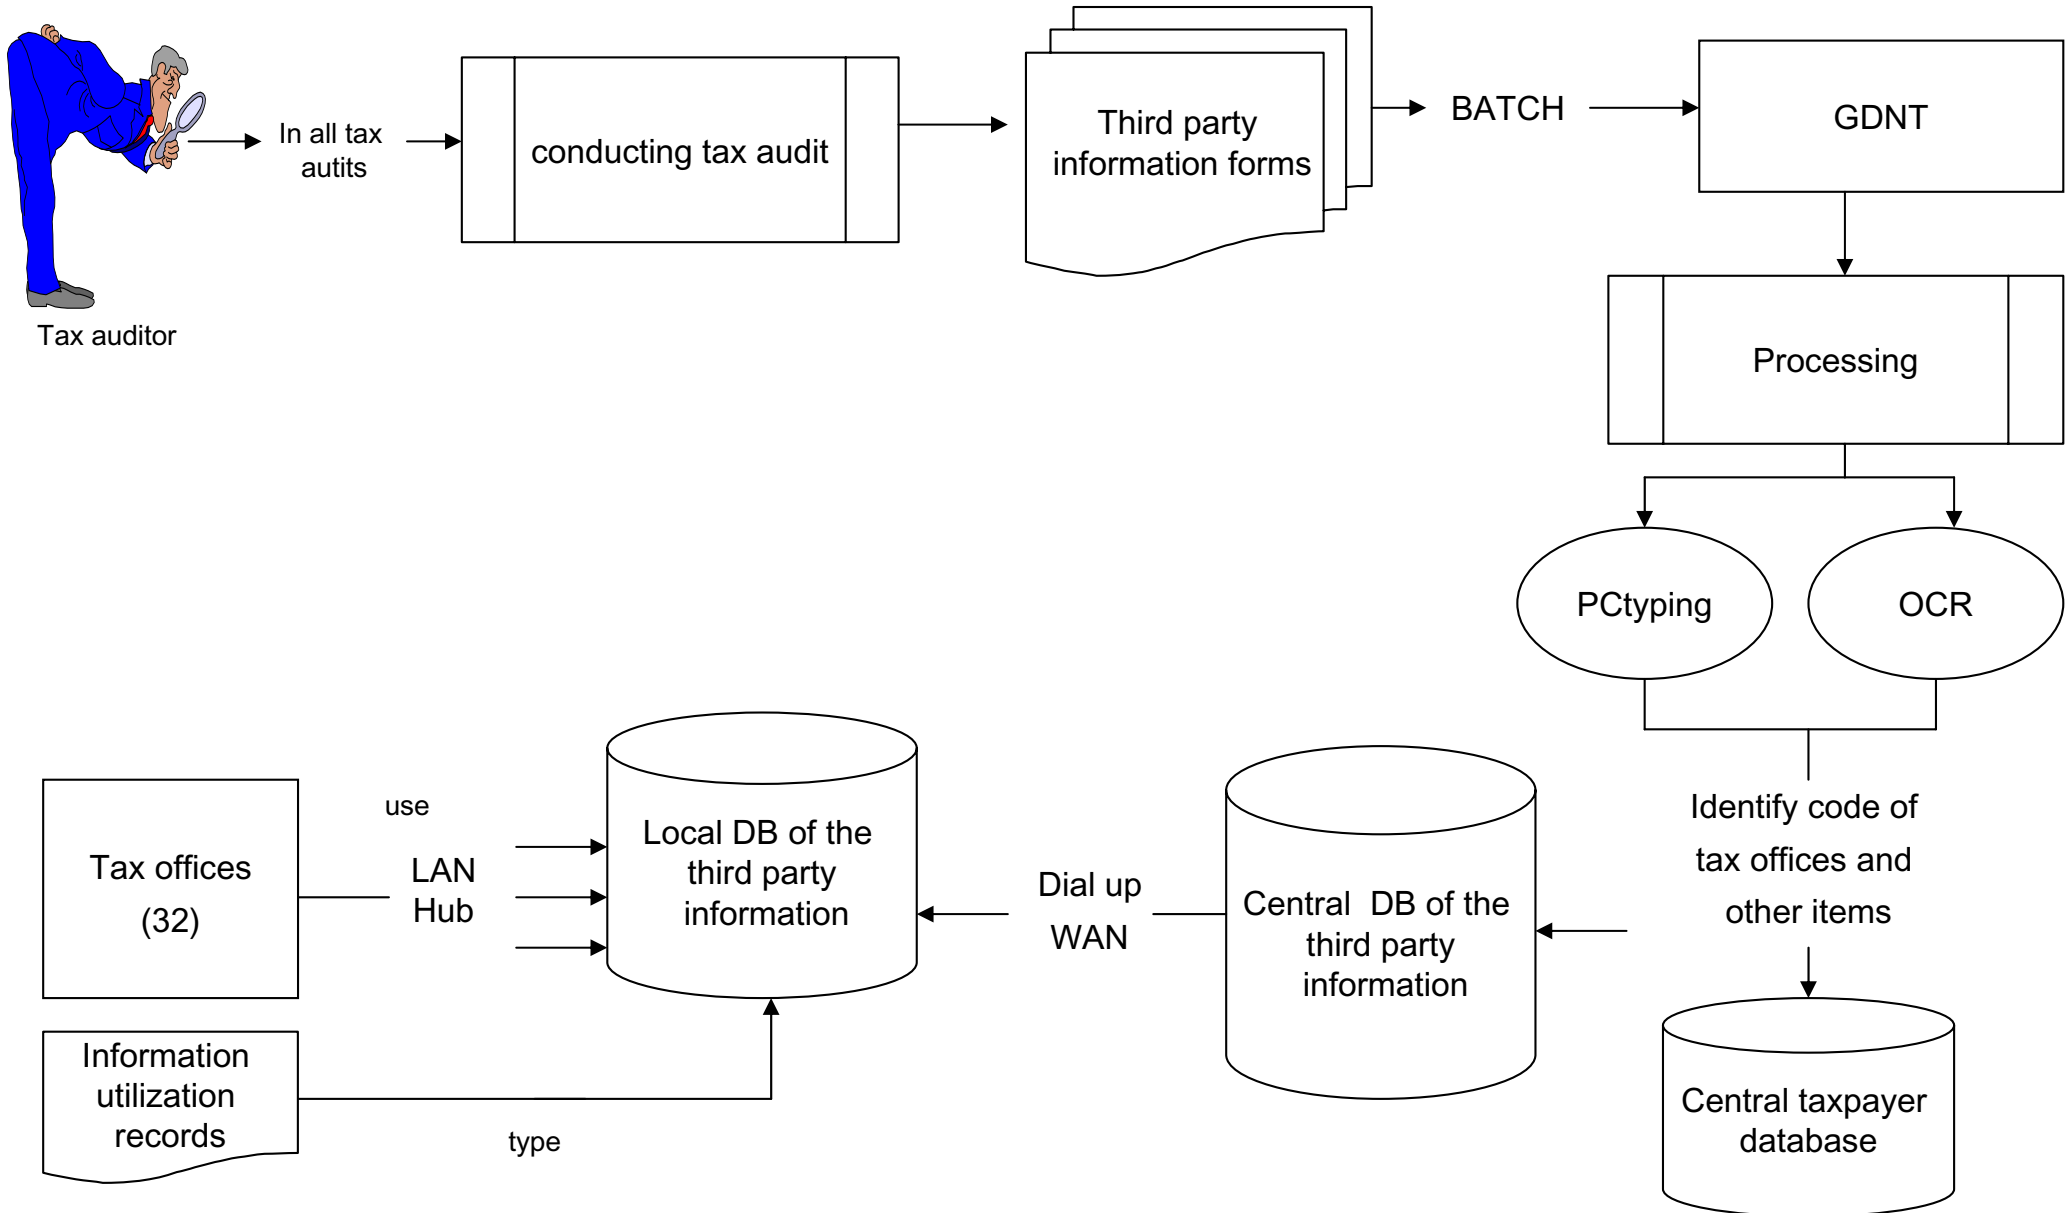 Tax auditor
In all tax
autits
conducting tax audit
Third party
information forms
BATCH
GDNT
Processing
PCtyping
OCR
Identify code of
tax offices and
other items
Central taxpayer
database
Central  DB of the
third party
information
Dial up
WAN
Local DB of the
third party
information
use
LAN
Hub
Tax offices
(32)
Information
utilization
records
type